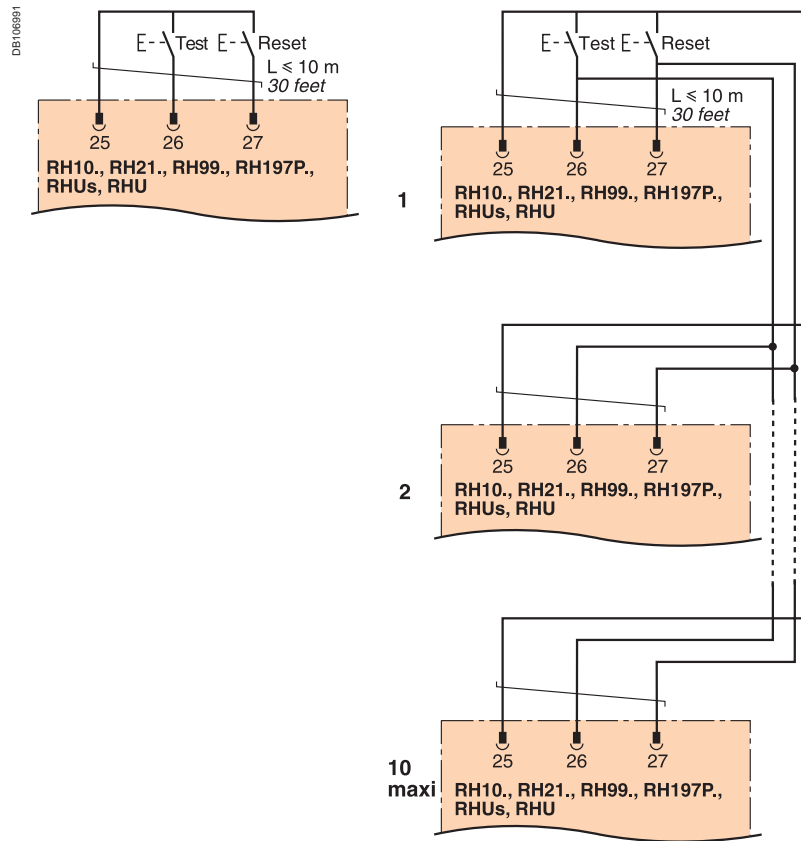 DB106991
Test
Reset
L ≤ 10 m
30 feet
25
26
27
RH10., RH21., RH99., RH197P.,
RHUs, RHU
Test
Reset
L ≤ 10 m
30 feet
25
26
27
1
RH10., RH21., RH99., RH197P.,
RHUs, RHU
25
26
27
2
RH10., RH21., RH99., RH197P.,
RHUs, RHU
25
26
27
10
maxi
RH10., RH21., RH99., RH197P.,
RHUs, RHU